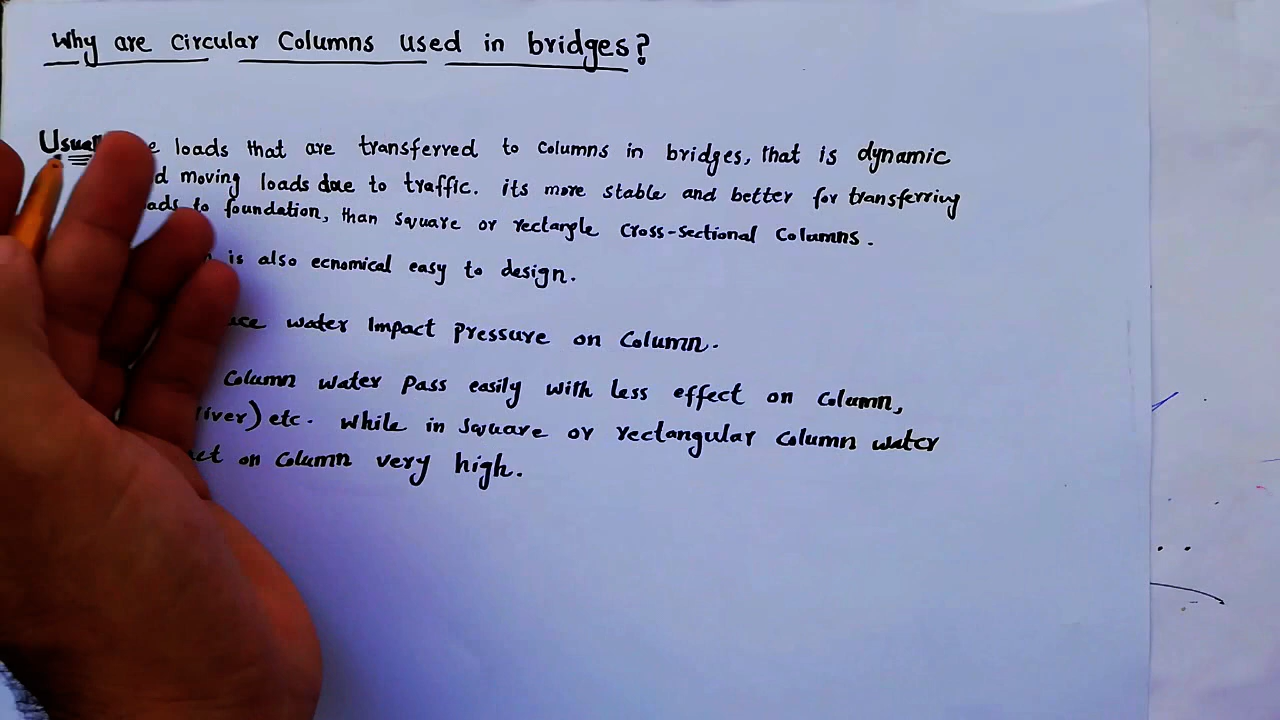 Why are Circular Columns used in bridges?
loads that are transferred to Columns in bridges, that is dynamic
moving loads due to traffic. its more stable and better for transferring
to foundation, than square or rectangle Cross-Sectional Columns.
is also ecnomical easy to design.
water Impact Pressure on Column.
Column water Pass easily with less effect on Column,
etc. while in square or rectangular Column water
on Column very high.